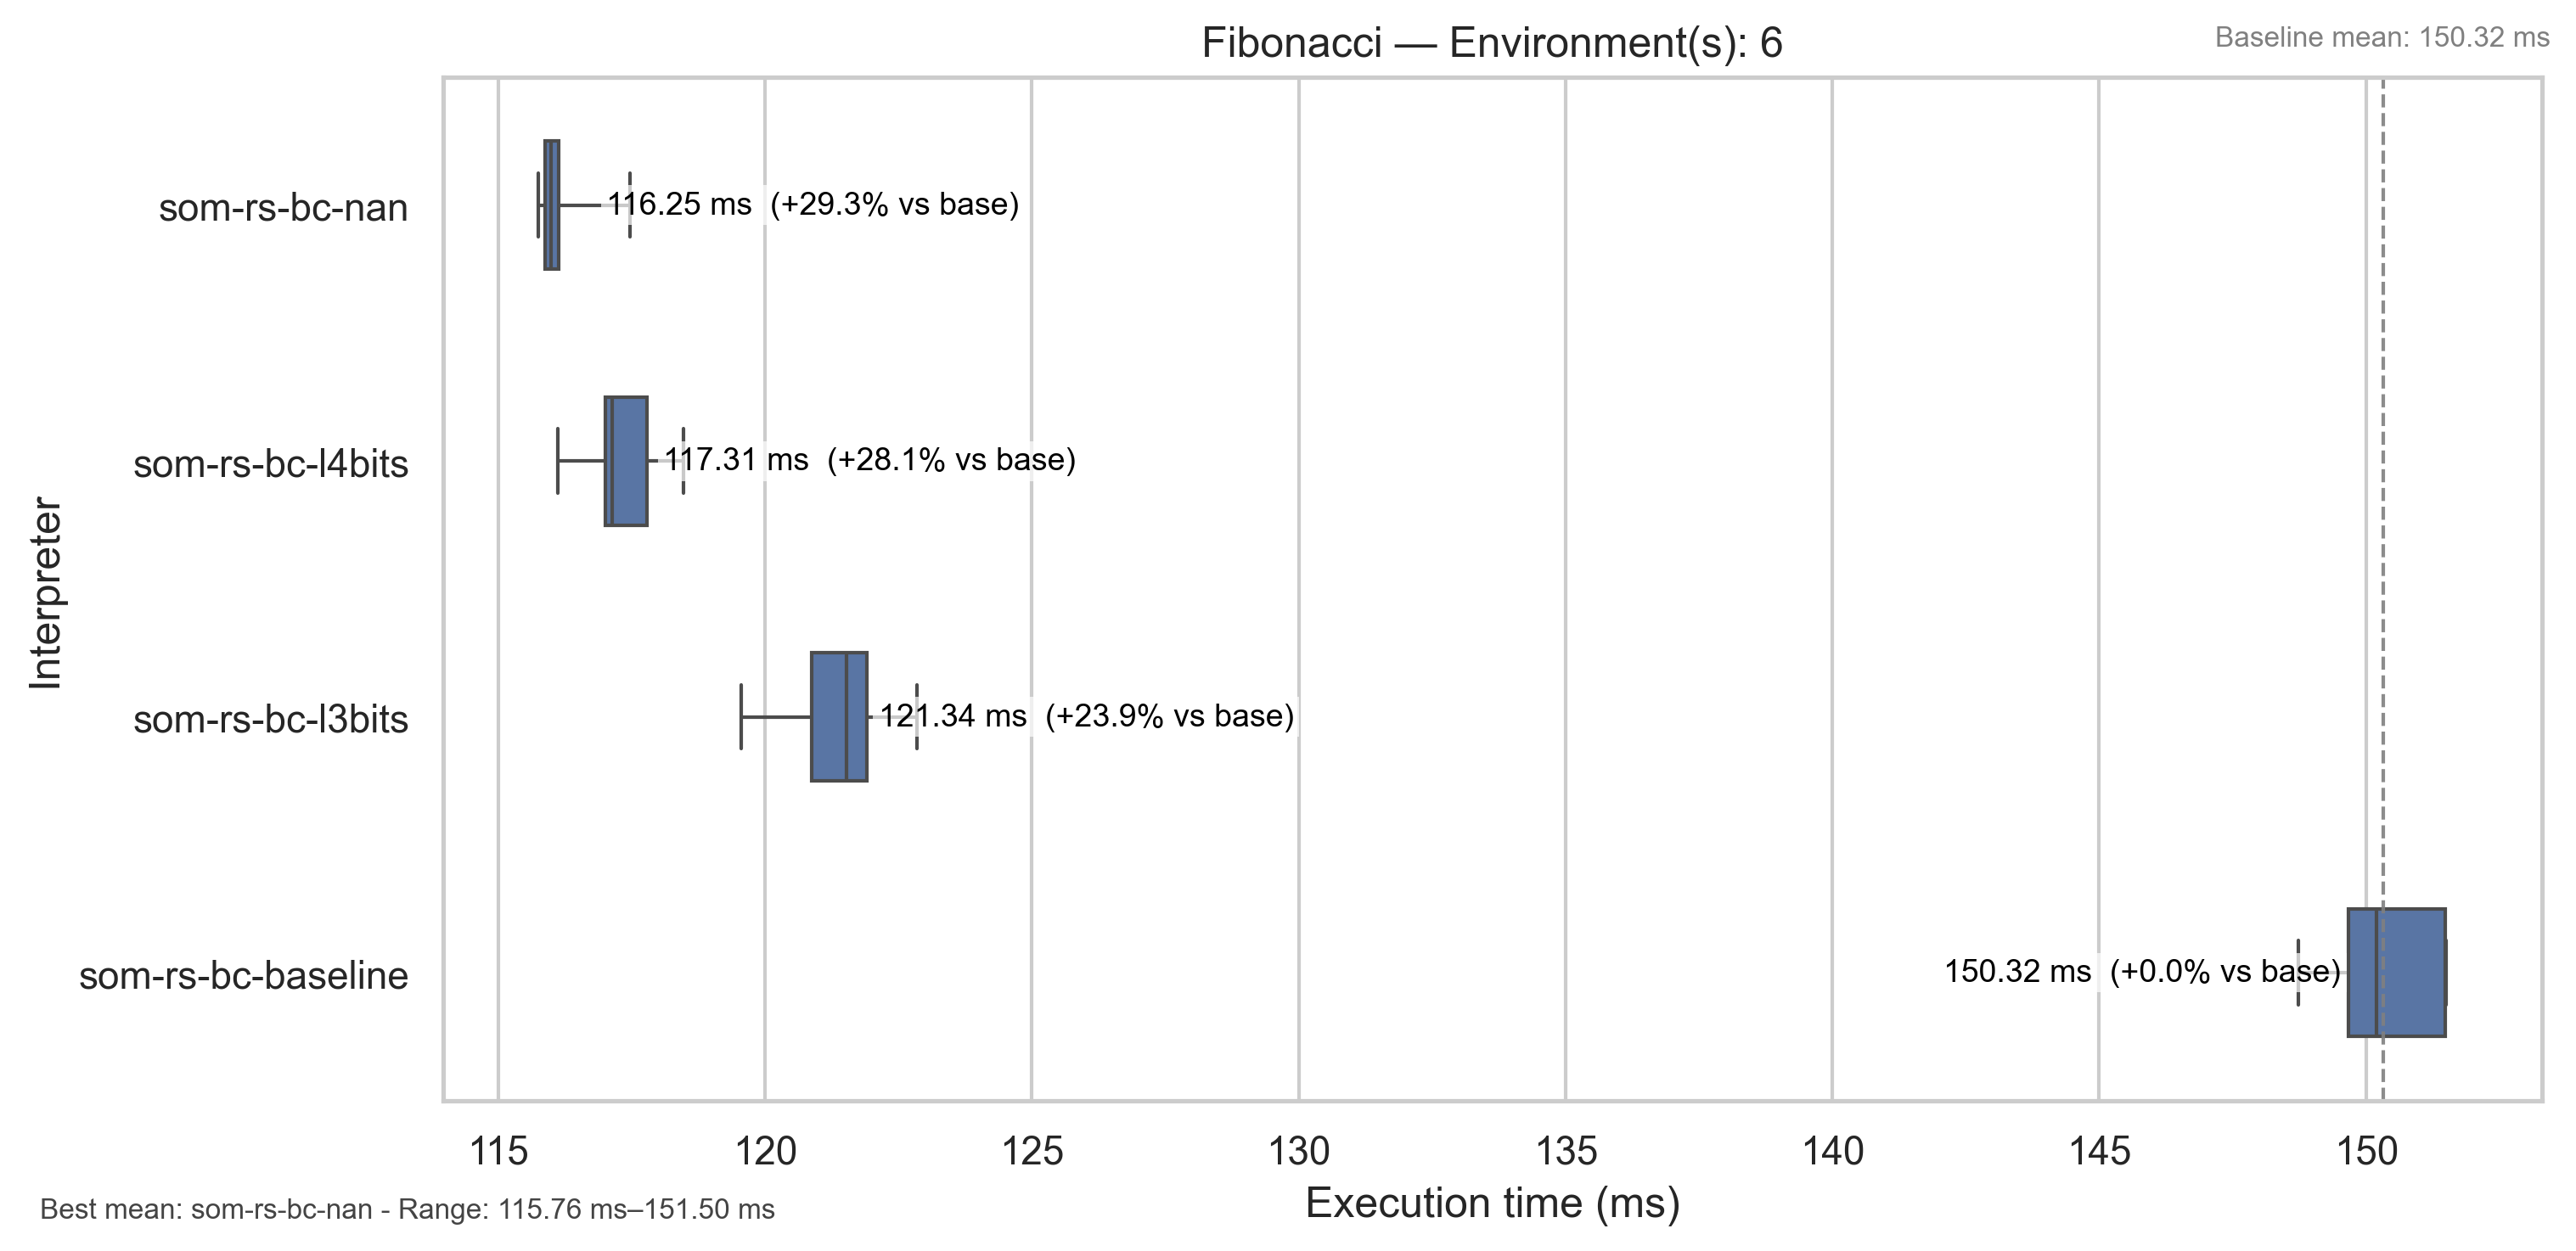 Fibonacci — Environment(s): 6
Baseline mean: 150.32 ms
Interpreter
som-rs-bc-nan
116.25 ms  (+29.3% vs base)
som-rs-bc-l4bits
117.31 ms  (+28.1% vs base)
som-rs-bc-l3bits
121.34 ms  (+23.9% vs base)
som-rs-bc-baseline
150.32 ms  (+0.0% vs base)
115 120 125 130 135 140 145 150
Execution time (ms)
Best mean: som-rs-bc-nan - Range: 115.76 ms–151.50 ms